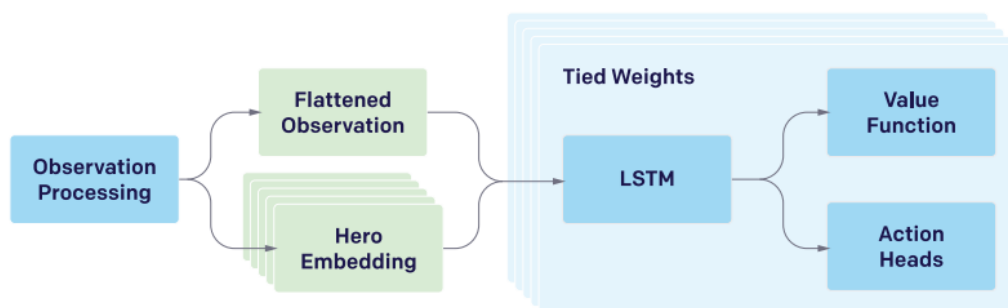 Observation
Processing
Flattened
Observation
Hero
Embedding
Tied Weights
LSTM
Value
Function
Action
Heads